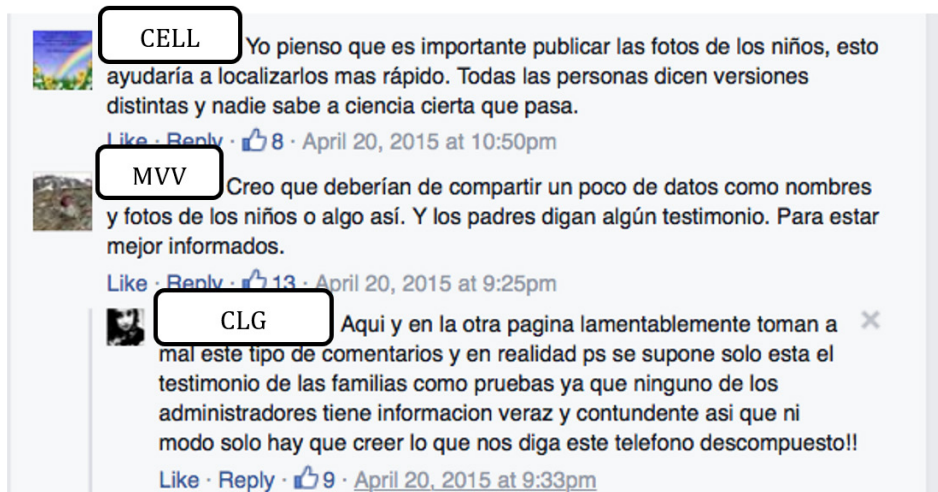 CELL Yo pienso que es importante publicar las fotos de los niños, esto
ayudaría a localizarlos mas rápido. Todas las personas dicen versiones
distintas y nadie sabe a ciencia cierta que pasa.
Like · Reply · 8 · April 20, 2015 at 10:50pm
MVV Creo que deberían de compartir un poco de datos como nombres
y fotos de los niños o algo así. Y los padres digan algún testimonio. Para estar
mejor informados.
Like · Reply · 13 · April 20, 2015 at 9:25pm
CLG Aqui y en la otra pagina lamentablemente toman a
mal este tipo de comentarios y en realidad ps se supone solo esta el
testimonio de las familias como pruebas ya que ninguno de los
administradores tiene informacion veraz y contundente asi que ni
modo solo hay que creer lo que nos diga este telefono descompuesto!!
Like · Reply · 9 · April 20, 2015 at 9:33pm